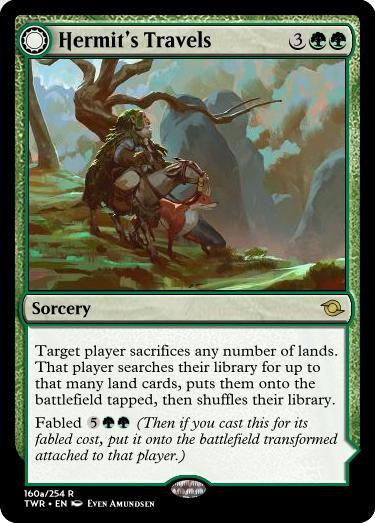 Hermit's Travels 3
Sorcery
Target player sacrifices any number of lands.
That player searches their library for up to
that many land cards, puts them onto the
battlefield tapped, then shuffles their library.
Fabled 5 (Then if you cast this for its
fabled cost, put it onto the battlefield transformed
attached to that player.)
160a/254 R
TWR • EN Even Amundsen